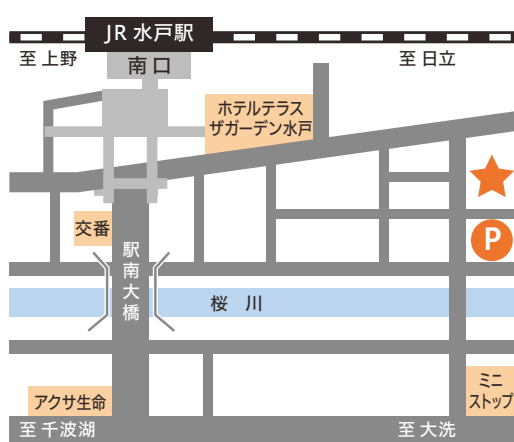 JR 水戸駅
至 上野
南 口
至 日立
ホテルテラス
ザガーデン水戸
交番
P
駅南大橋
桜 川
アクサ生命
ミニ
ストップ
至 千波湖
至 大洗